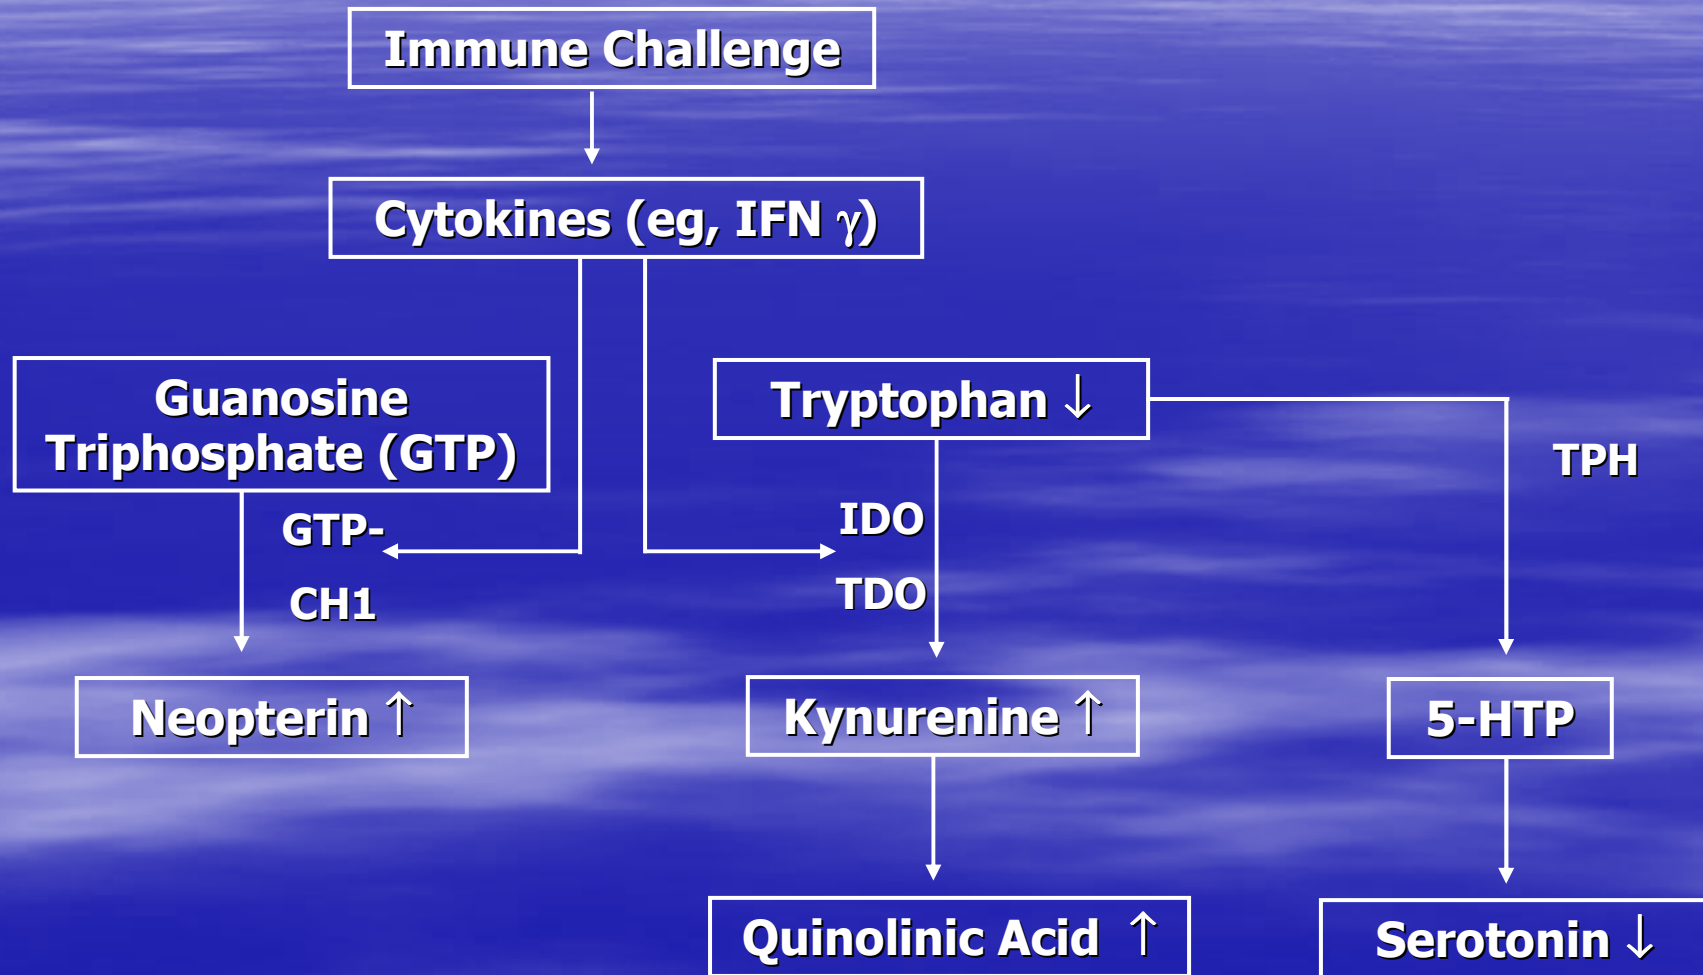 Immune Challenge
Cytokines (eg, IFN γ)
Guanosine
Triphosphate (GTP)
Tryptophan ↓
TPH
GTP-
CH1
IDO
TDO
Neopterin ↑
Kynurenine ↑
5-HTP
Quinolinic Acid ↑
Serotonin ↓